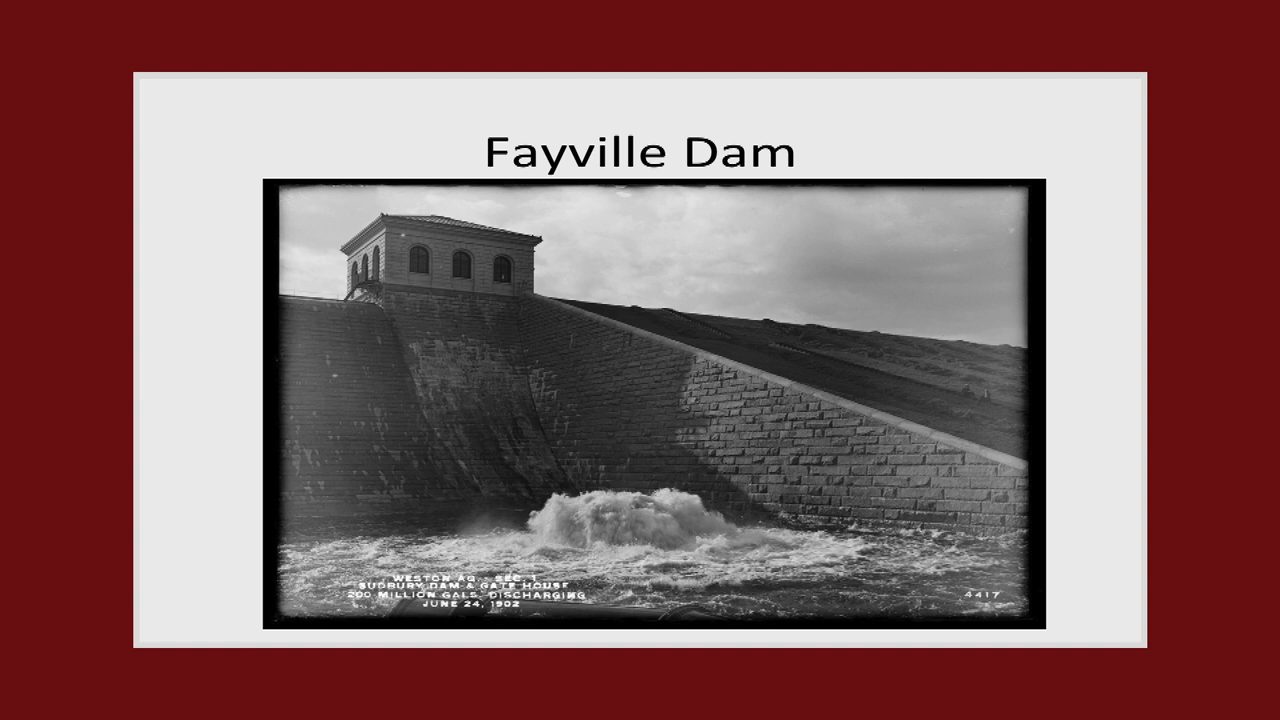 Fayville Dam
WESTON AQ. - SEC. 1
SUDBURY DAM & GATE HOUSE
200 MILLION GALS. DISCHARGING
JUNE 24, 1902
4417